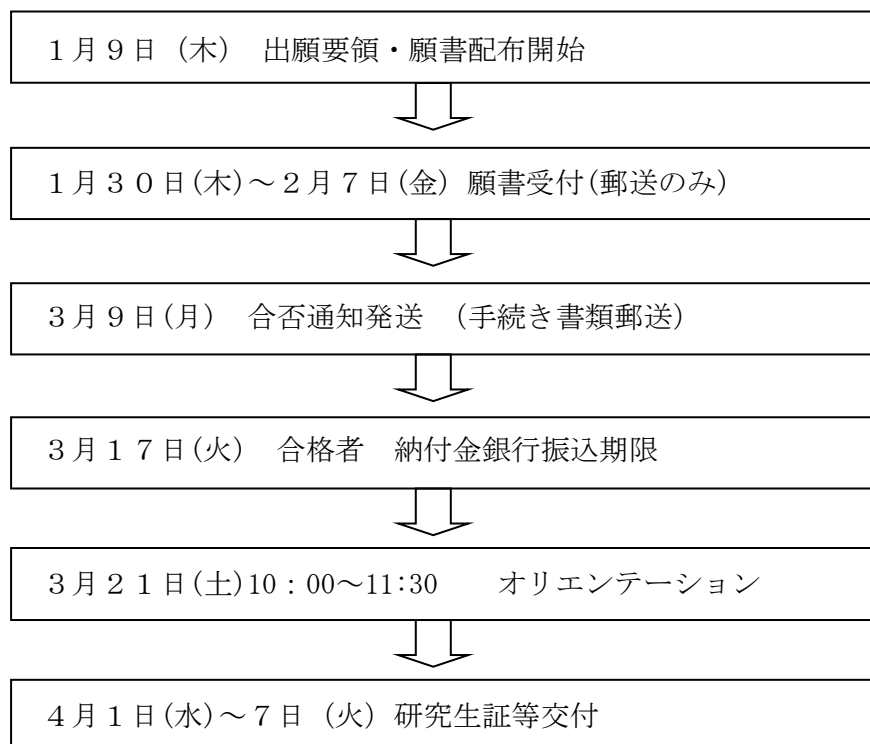 １月９日（木）　出願要領・願書配布開始
１月３０日(木)～２月７日(金）願書受付(郵送のみ)
３月９日(月)　合否通知発送　（手続き書類郵送）
３月１７日(火）　合格者　納付金銀行振込期限
３月２１日(土)10：00～11:30　　オリエンテーション
４月１日(水)～７日（火）研究生証等交付